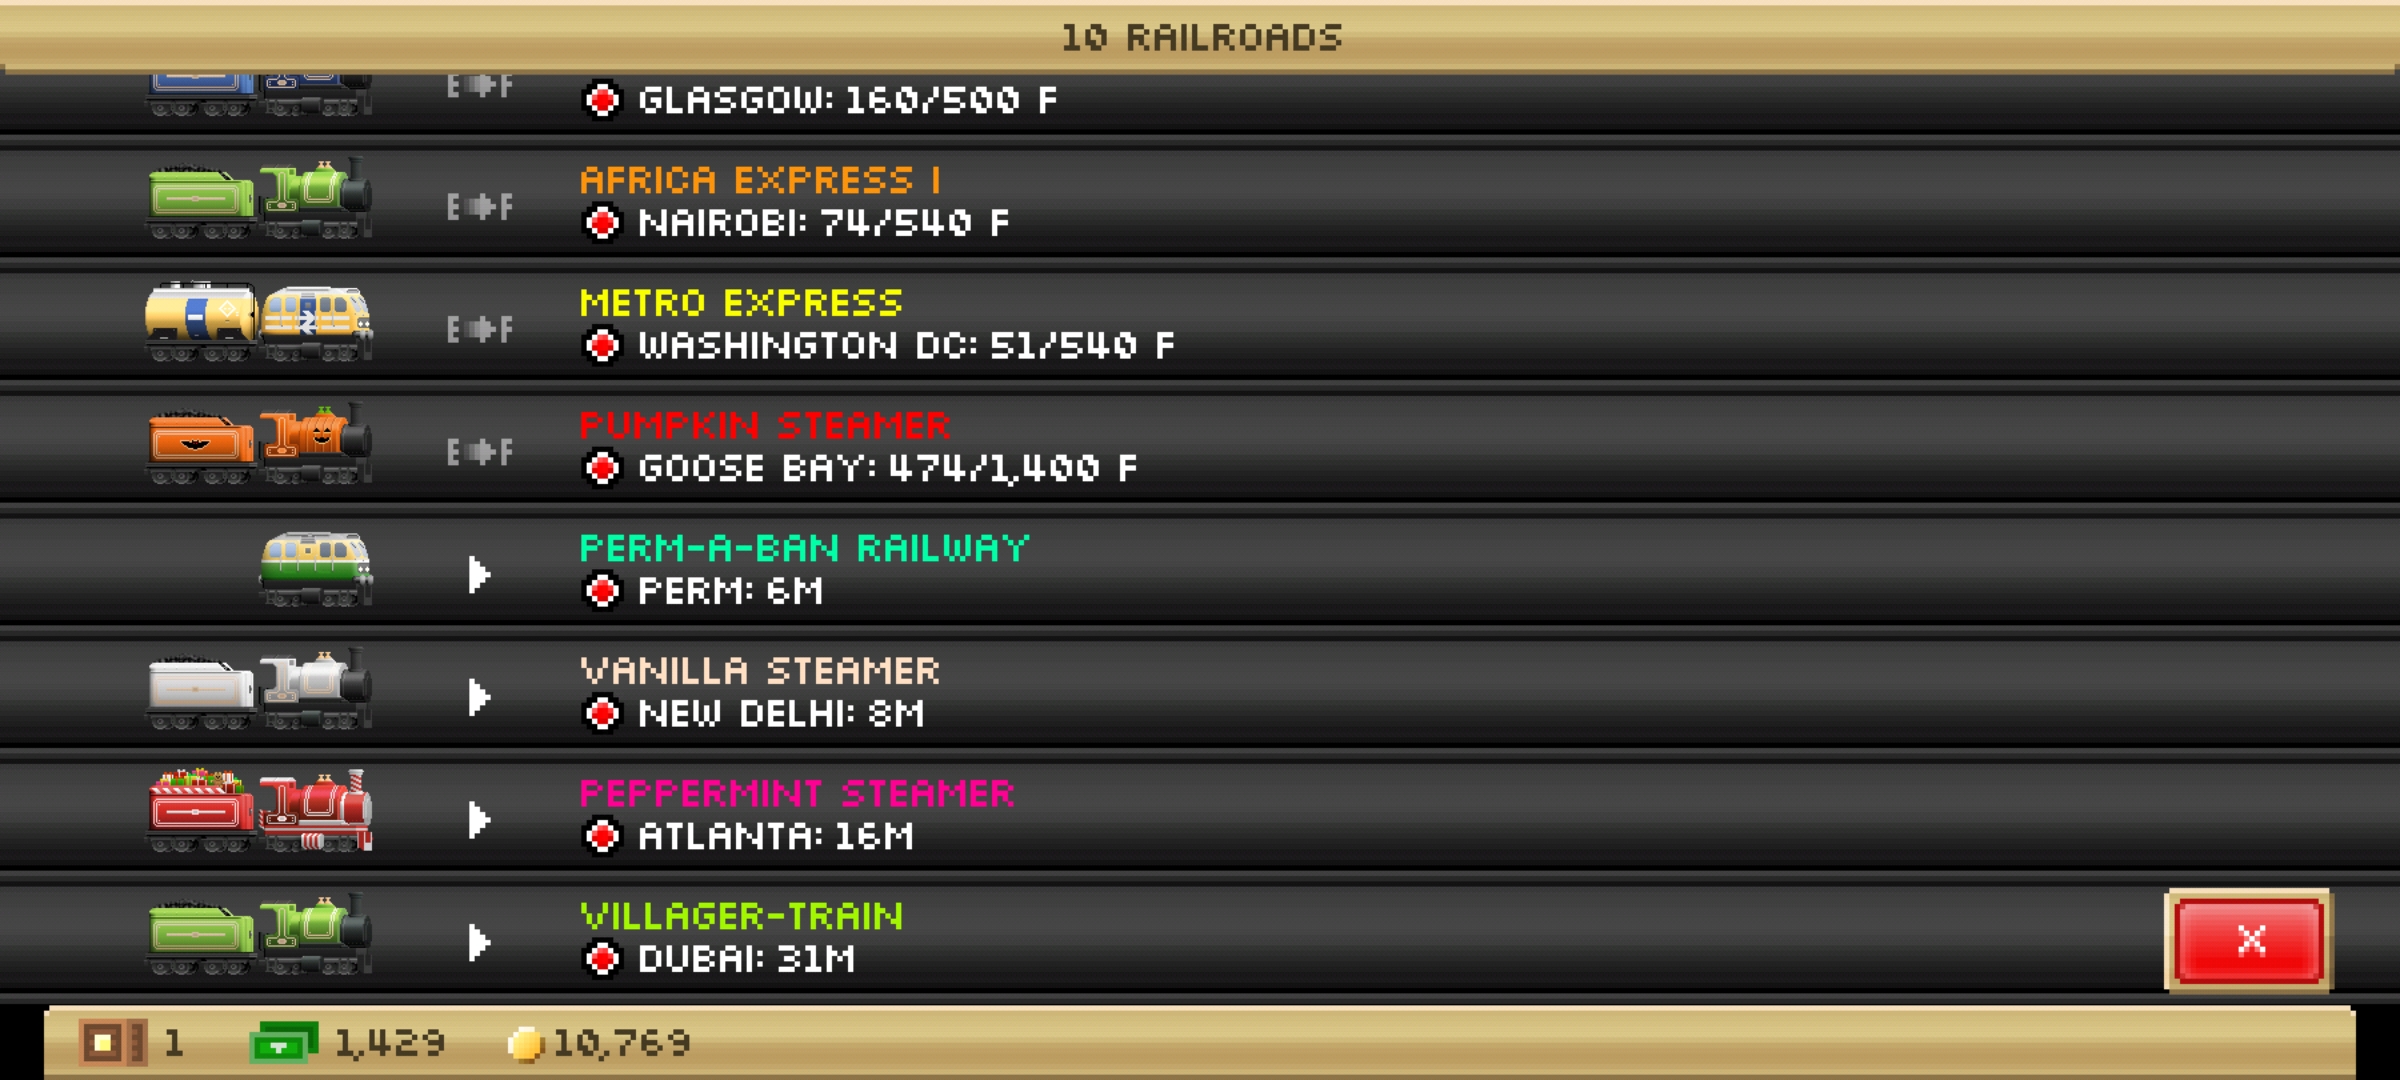 10 RAILROADS
E F
GLASGOW: 160/500 F
AFRICA EXPRESS I
E F
NAIROBI: 74/540 F
METRO EXPRESS
E F
WASHINGTON DC: 51/540 F
PUMPKIN STEAMER
E F
GOOSE BAY: 474/1,400 F
PERM-A-BAN RAILWAY
PERM: 6M
VANILLA STEAMER
NEW DELHI: 8M
PEPPERMINT STEAMER
ATLANTA: 16M
VILLAGER-TRAIN
DUBAI: 31M
X
1 1,429 10,769